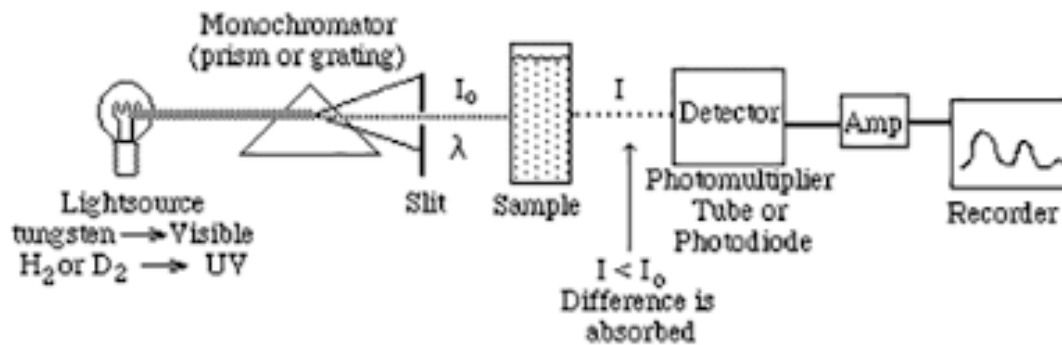 Monochromator
(prism or grating)
I₀
λ
I
Detector
Amp
Lightsource
tungsten → Visible
H₂ or D₂ → UV
Slit
Sample
Photomultiplier
Tube or
Photodiode
Recorder
I < I₀
Difference is
absorbed